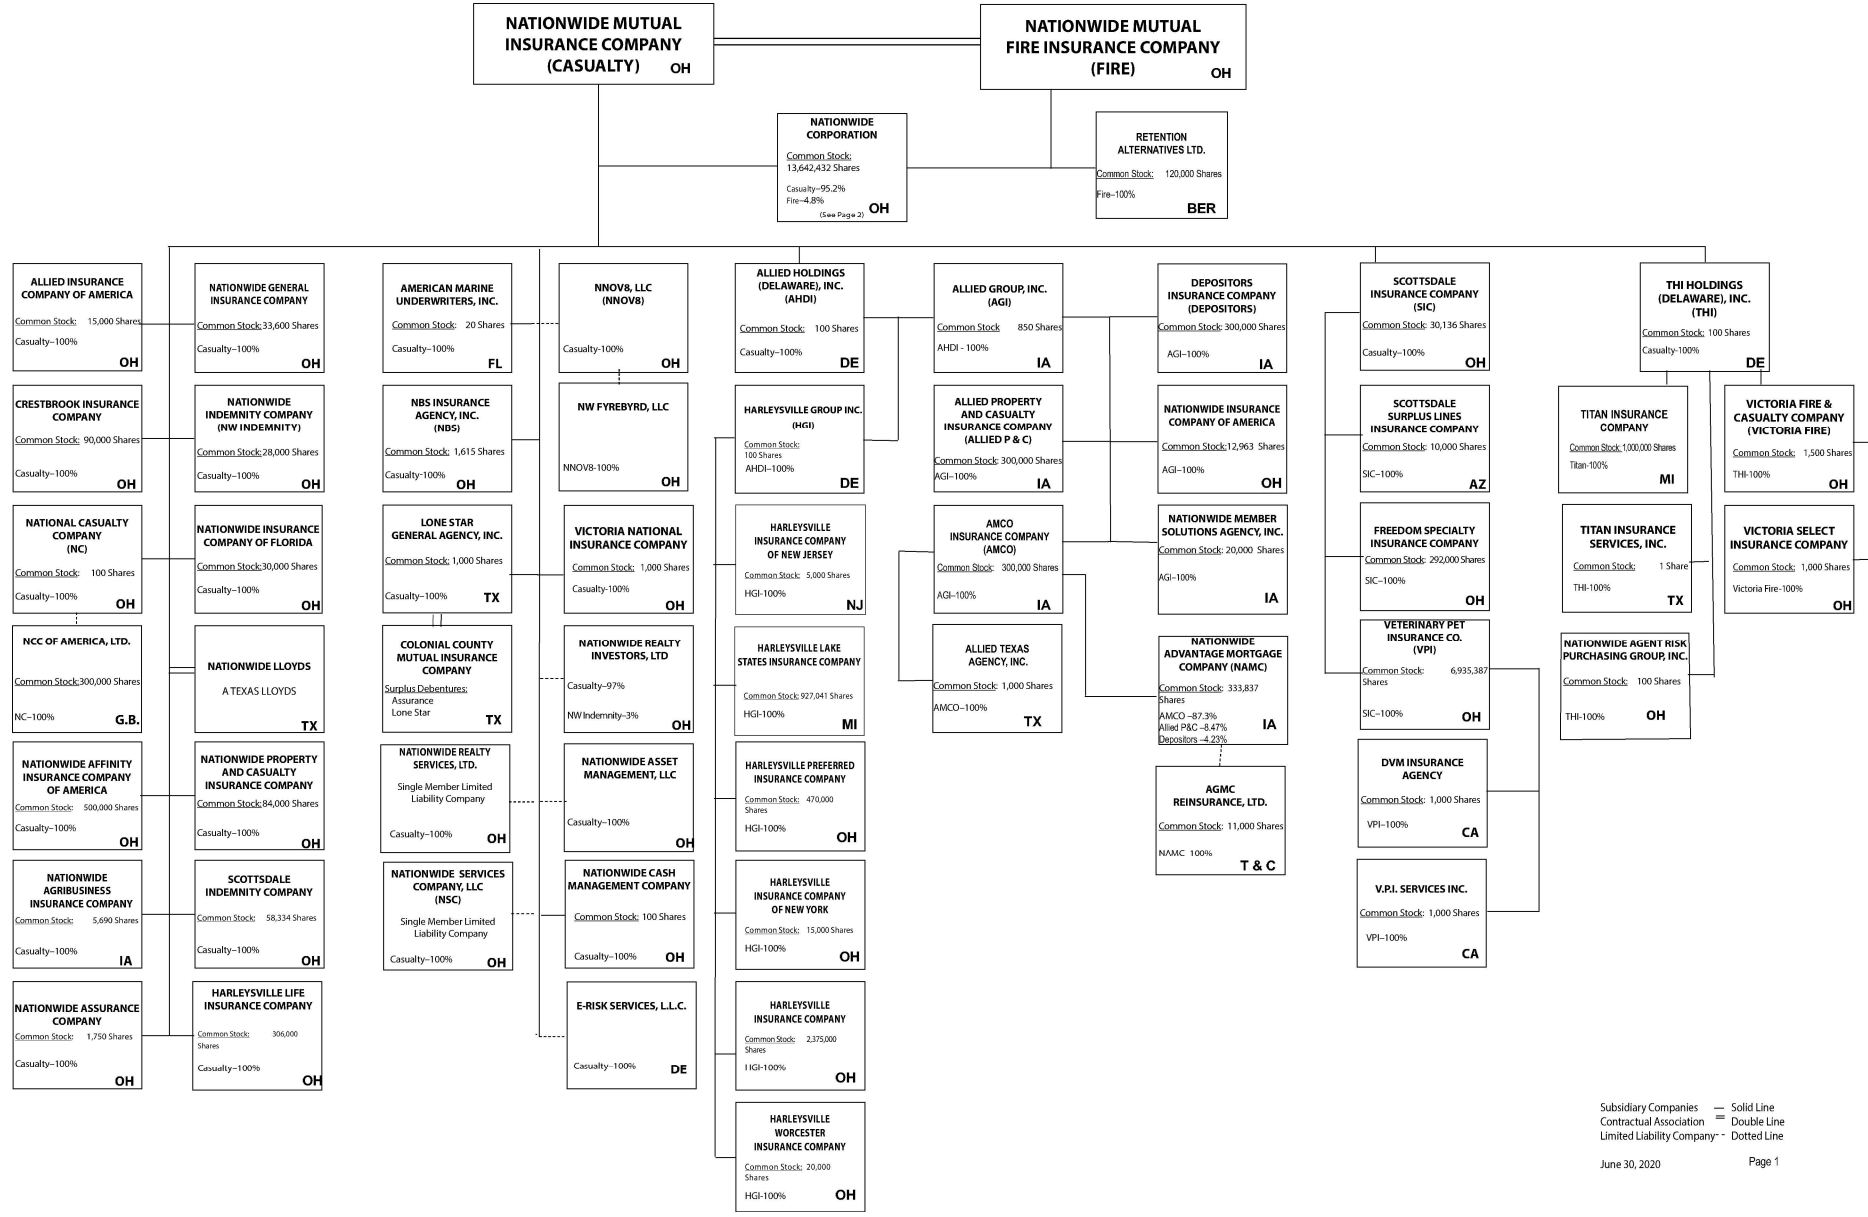 NATIONWIDE MUTUAL
INSURANCE COMPANY
(CASUALTY) OH
NATIONWIDE MUTUAL
FIRE INSURANCE COMPANY
(FIRE) OH
NATIONWIDE
CORPORATION
Common Stock:
13,642,432 Shares
Casualty–95.2%
Fire–4.8%
(See Page 2) OH
RETENTION
ALTERNATIVES LTD.
Common Stock: 120,000 Shares
Fire–100%
BER
ALLIED INSURANCE
COMPANY OF AMERICA
Common Stock: 15,000 Shares
Casualty–100%
OH
NATIONWIDE GENERAL
INSURANCE COMPANY
Common Stock: 33,600 Shares
Casualty–100%
OH
AMERICAN MARINE
UNDERWRITERS, INC.
Common Stock: 20 Shares
Casualty–100%
FL
NNOV8, LLC
(NNOV8)
Casualty-100%
OH
ALLIED HOLDINGS
(DELAWARE), INC.
(AHDI)
Common Stock: 100 Shares
Casualty–100%
DE
ALLIED GROUP, INC.
(AGI)
Common Stock 850 Shares
AHDI - 100%
IA
DEPOSITORS
INSURANCE COMPANY
(DEPOSITORS)
Common Stock: 300,000 Shares
AGI–100%
IA
SCOTTSDALE
INSURANCE COMPANY
(SIC)
Common Stock: 30,136 Shares
Casualty–100%
OH
THI HOLDINGS
(DELAWARE), INC.
(THI)
Common Stock: 100 Shares
Casualty-100%
DE
CRESTBROOK INSURANCE
COMPANY
Common Stock: 90,000 Shares
Casualty–100%
OH
NATIONWIDE
INDEMNITY COMPANY
(NW INDEMNITY)
Common Stock: 28,000 Shares
Casualty–100%
OH
NBS INSURANCE
AGENCY, INC.
(NBS)
Common Stock: 1,615 Shares
Casualty-100%
OH
NW FYREBYRD, LLC
NNOV8-100%
OH
HARLEYSVILLE GROUP INC.
(HGI)
Common Stock:
100 Shares
AHDI–100%
DE
ALLIED PROPERTY
AND CASUALTY
INSURANCE COMPANY
(ALLIED P & C)
Common Stock: 300,000 Shares
AGI–100%
IA
NATIONWIDE INSURANCE
COMPANY OF AMERICA
Common Stock: 12,963 Shares
AGI–100%
OH
SCOTTSDALE
SURPLUS LINES
INSURANCE COMPANY
Common Stock: 10,000 Shares
SIC–100%
AZ
TITAN INSURANCE
COMPANY
Common Stock: 1,000,000 Shares
Titan-100%
MI
VICTORIA FIRE &
CASUALTY COMPANY
(VICTORIA FIRE)
Common Stock: 1,500 Shares
THI-100%
OH
NATIONAL CASUALTY
COMPANY
(NC)
Common Stock: 100 Shares
Casualty–100%
OH
NATIONWIDE INSURANCE
COMPANY OF FLORIDA
Common Stock: 30,000 Shares
Casualty–100%
OH
LONE STAR
GENERAL AGENCY, INC.
Common Stock: 1,000 Shares
Casualty–100%
TX
VICTORIA NATIONAL
INSURANCE COMPANY
Common Stock: 1,000 Shares
Casualty-100%
OH
HARLEYSVILLE
INSURANCE COMPANY
OF NEW JERSEY
Common Stock: 5,000 Shares
HGI-100%
NJ
AMCO
INSURANCE COMPANY
(AMCO)
Common Stock: 300,000 Shares
AGI–100%
IA
NATIONWIDE MEMBER
SOLUTIONS AGENCY, INC.
Common Stock: 20,000 Shares
AGI–100%
IA
FREEDOM SPECIALTY
INSURANCE COMPANY
Common Stock: 292,000 Shares
SIC–100%
OH
TITAN INSURANCE
SERVICES, INC.
Common Stock: 1 Share
THI-100%
TX
VICTORIA SELECT
INSURANCE COMPANY
Common Stock: 1,000 Shares
Victoria Fire-100%
OH
NCC OF AMERICA, LTD.
Common Stock: 300,000 Shares
NC–100%
G.B.
NATIONWIDE LLOYDS
A TEXAS LLOYDS
TX
COLONIAL COUNTY
MUTUAL INSURANCE
COMPANY
Surplus Debentures:
Assurance
Lone Star
TX
NATIONWIDE REALTY
INVESTORS, LTD
Casualty–97%
NW Indemnity–3%
OH
HARLEYSVILLE LAKE
STATES INSURANCE COMPANY
Common Stock: 927,041 Shares
HGI-100%
MI
ALLIED TEXAS
AGENCY, INC.
Common Stock: 1,000 Shares
AMCO–100%
TX
NATIONWIDE
ADVANTAGE MORTGAGE
COMPANY (NAMC)
Common Stock: 333,837
Shares
AMCO –87.3%
Allied P&C –8.47%
Depositors –4.23%
IA
VETERINARY PET
INSURANCE CO.
(VPI)
Common Stock: 6,935,387
Shares
SIC–100%
OH
NATIONWIDE AGENT RISK
PURCHASING GROUP, INC.
Common Stock: 100 Shares
THI-100%
OH
NATIONWIDE AFFINITY
INSURANCE COMPANY
OF AMERICA
Common Stock: 500,000 Shares
Casualty–100%
OH
NATIONWIDE PROPERTY
AND CASUALTY
INSURANCE COMPANY
Common Stock: 84,000 Shares
Casualty–100%
OH
NATIONWIDE REALTY
SERVICES, LTD.
Single Member Limited
Liability Company
Casualty–100%
OH
NATIONWIDE ASSET
MANAGEMENT, LLC
Casualty–100%
OH
HARLEYSVILLE PREFERRED
INSURANCE COMPANY
Common Stock: 470,000
Shares
HGI-100%
OH
AGMC
REINSURANCE, LTD.
Common Stock: 11,000 Shares
NAMC 100%
T & C
DVM INSURANCE
AGENCY
Common Stock: 1,000 Shares
VPI–100%
CA
NATIONWIDE
AGRIBUSINESS
INSURANCE COMPANY
Common Stock: 5,690 Shares
Casualty–100%
IA
SCOTTSDALE
INDEMNITY COMPANY
Common Stock: 58,334 Shares
Casualty–100%
OH
NATIONWIDE SERVICES
COMPANY, LLC
(NSC)
Single Member Limited
Liability Company
Casualty–100%
OH
NATIONWIDE CASH
MANAGEMENT COMPANY
Common Stock: 100 Shares
Casualty–100%
OH
HARLEYSVILLE
INSURANCE COMPANY
OF NEW YORK
Common Stock: 15,000 Shares
HGI-100%
OH
V.P.I. SERVICES INC.
Common Stock: 1,000 Shares
VPI–100%
CA
NATIONWIDE ASSURANCE
COMPANY
Common Stock: 1,750 Shares
Casualty–100%
OH
HARLEYSVILLE LIFE
INSURANCE COMPANY
Common Stock: 306,000
Shares
Casualty–100%
OH
E-RISK SERVICES, L.L.C.
Casualty–100%
DE
HARLEYSVILLE
INSURANCE COMPANY
Common Stock: 2,375,000
Shares
HGI-100%
OH
HARLEYSVILLE
WORCESTER
INSURANCE COMPANY
Common Stock: 20,000
Shares
HGI-100%
OH
Subsidiary Companies — Solid Line
Contractual Association = Double Line
Limited Liability Company - - Dotted Line
June 30, 2020 Page 1